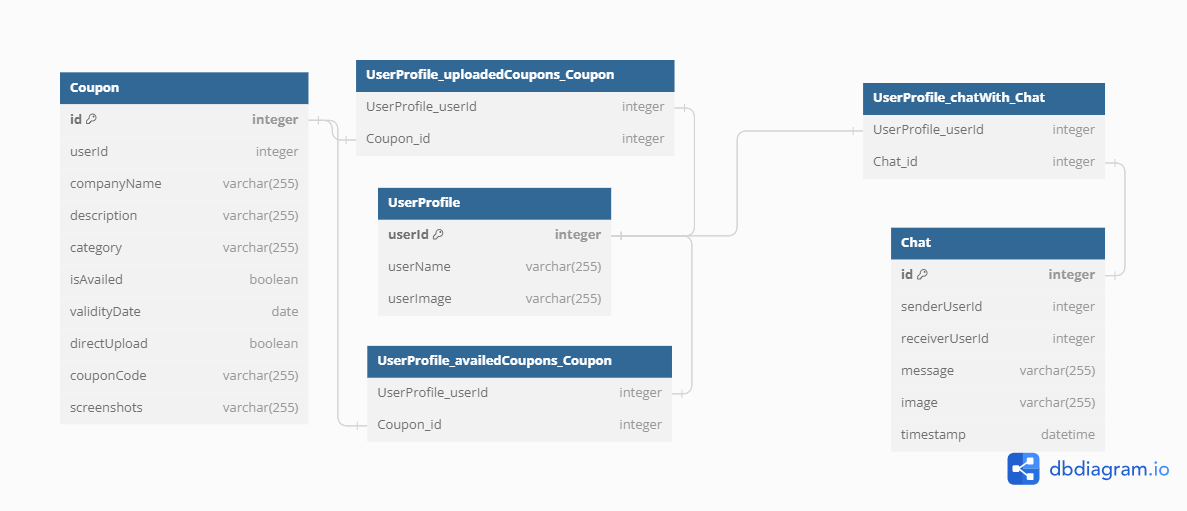 Coupon
id integer
userId integer
companyName varchar(255)
description varchar(255)
category varchar(255)
isAvailed boolean
validityDate date
directUpload boolean
couponCode varchar(255)
screenshots varchar(255)
UserProfile_uploadedCoupons_Coupon
UserProfile_userId integer
Coupon_id integer
UserProfile
userId integer
userName varchar(255)
userImage varchar(255)
UserProfile_availedCoupons_Coupon
UserProfile_userId integer
Coupon_id integer
UserProfile_chatWith_Chat
UserProfile_userId integer
Chat_id integer
Chat
id integer
senderUserId integer
receiverUserId integer
message varchar(255)
image varchar(255)
timestamp datetime
dbdiagram.io